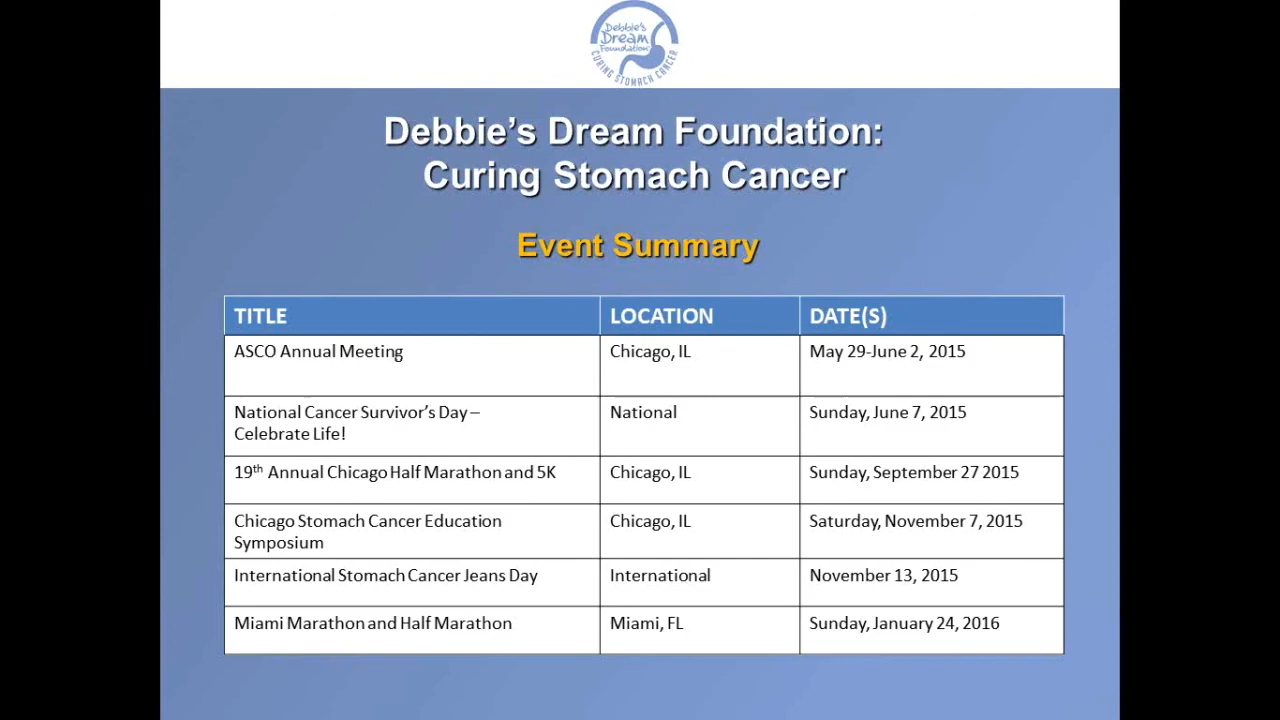 Debbie's
Dream
Foundation
CURING STOMACH CANCER
Debbie’s Dream Foundation:
Curing Stomach Cancer
Event Summary
TITLE LOCATION DATE(S)
ASCO Annual Meeting Chicago, IL May 29-June 2, 2015
National Cancer Survivor’s Day – National Sunday, June 7, 2015
Celebrate Life!
19th Annual Chicago Half Marathon and 5K Chicago, IL Sunday, September 27 2015
Chicago Stomach Cancer Education Chicago, IL Saturday, November 7, 2015
Symposium
International Stomach Cancer Jeans Day International November 13, 2015
Miami Marathon and Half Marathon Miami, FL Sunday, January 24, 2016